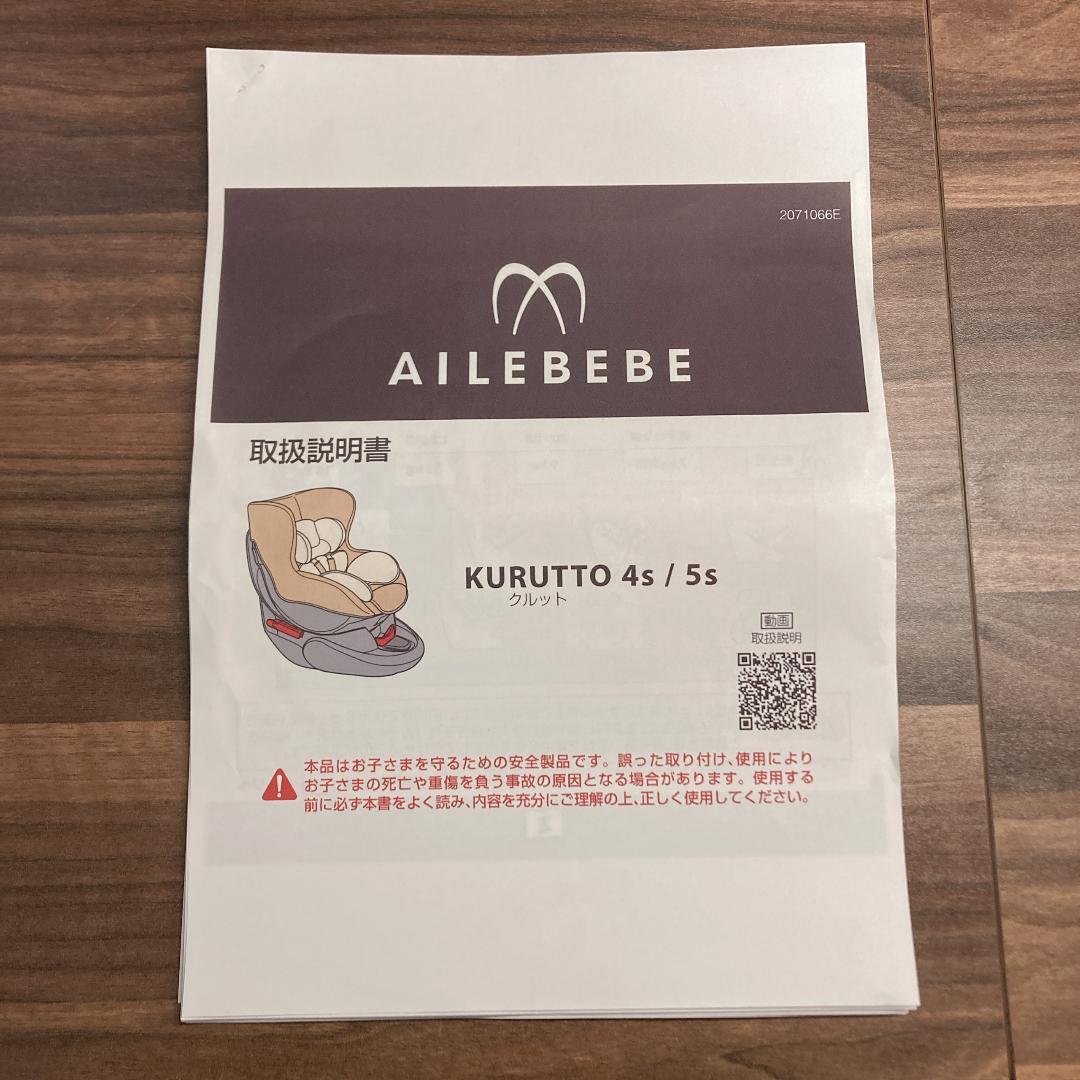 2071066E
AILEBEBE
取扱説明書
KURUTTO 4s / 5s
クルット
動画
取扱説明
本品はお子さまを守るための安全製品です。誤った取り付け、使用により
お子さまの死亡や重傷を負う事故の原因となる場合があります。使用する
前に必ず本書をよく読み、内容を充分にご理解の上、正しく使用してください。